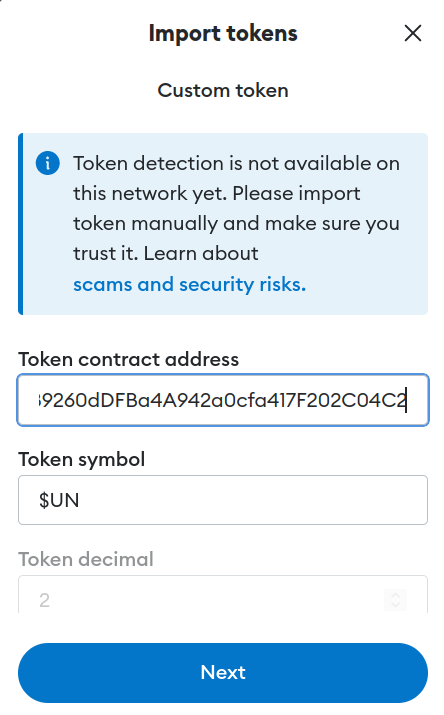 Import tokens
Custom token
Token detection is not available on
this network yet. Please import
token manually and make sure you
trust it. Learn about
scams and security risks.
Token contract address
39260dDFBa4A942a0cfa417F202C04C2
Token symbol
$UN
Token decimal
2
Next